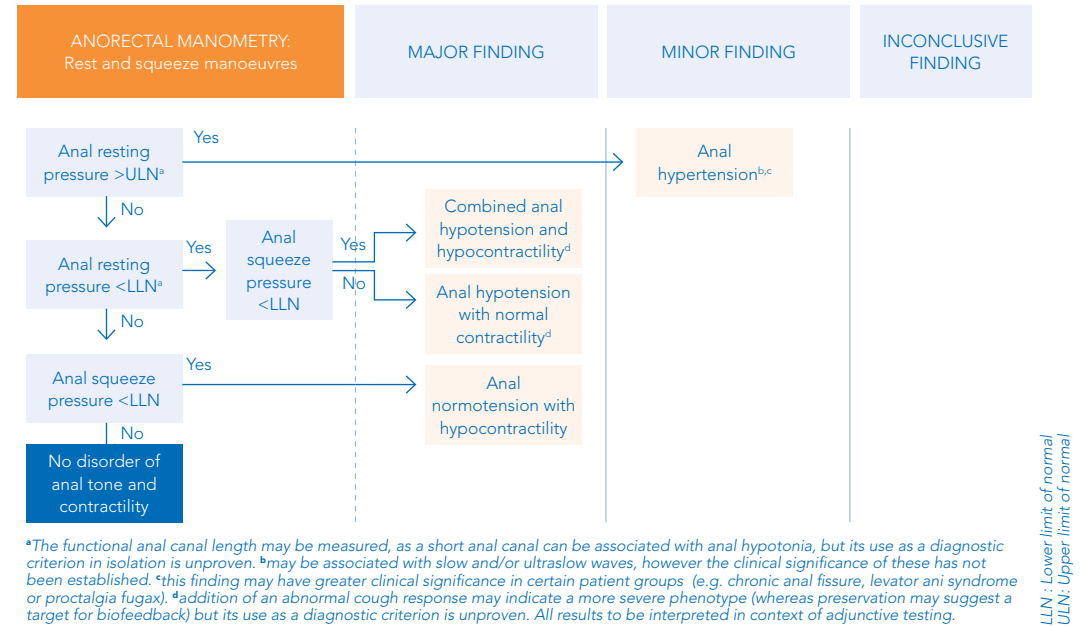 ANORECTAL MANOMETRY:
Rest and squeeze manoeuvres
MAJOR FINDING
MINOR FINDING
INCONCLUSIVE
FINDING
Anal resting
pressure >ULNᵃ
Yes
Anal
hypertensionᵇ,ᶜ
No
Anal resting
pressure <LLNᵃ
Yes
Anal
squeeze
pressure
<LLN
Yes
Combined anal
hypotension and
hypocontractilityᵈ
No
Anal hypotension
with normal
contractilityᵈ
No
Anal squeeze
pressure <LLN
Yes
Anal
normotension with
hypocontractility
No
No disorder of
anal tone and
contractility
ᵃThe functional anal canal length may be measured, as a short anal canal can be associated with anal hypotonia, but its use as a diagnostic
criterion in isolation is unproven. ᵇmay be associated with slow and/or ultraslow waves, however the clinical significance of these has not
been established. ᶜthis finding may have greater clinical significance in certain patient groups (e.g. chronic anal fissure, levator ani syndrome
or proctalgia fugax). ᵈaddition of an abnormal cough response may indicate a more severe phenotype (whereas preservation may suggest a
target for biofeedback) but its use as a diagnostic criterion is unproven. All results to be interpreted in context of adjunctive testing.
LLN : Lower limit of normal
ULN: Upper limit of normal